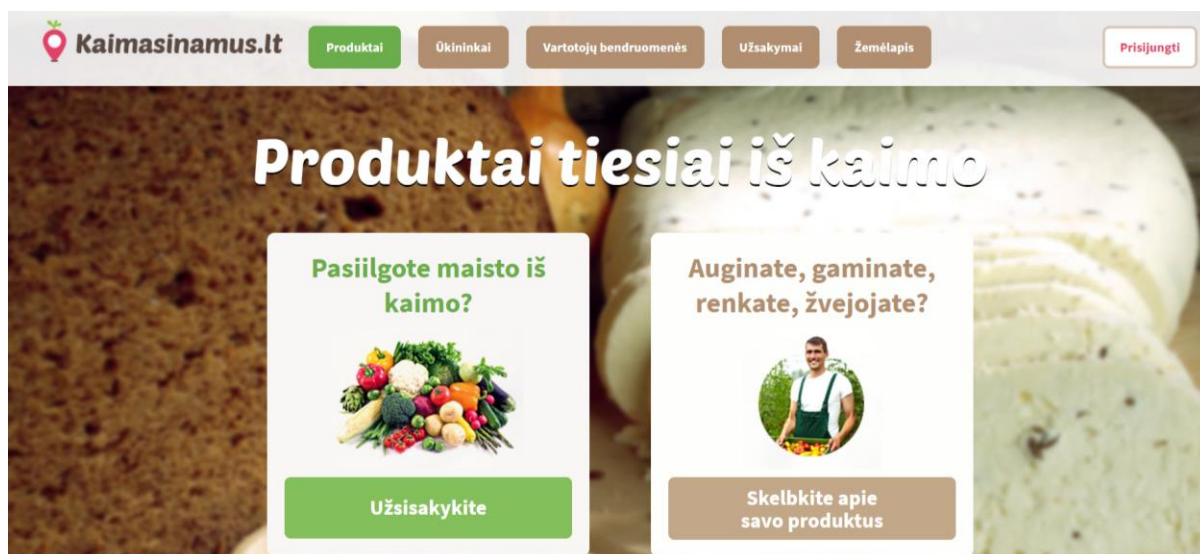 Kaimasinamus.lt
Produktai
Ūkininkai
Vartotojų bendruomenės
Užsakymai
Žemėlapis
Prisijungti
Produktai tiesiai iš kaimo
Pasiilgote maisto iš
kaimo?
Užsisakykite
Auginate, gaminate,
renkate, žvejojate?
Skelbkite apie
savo produktus